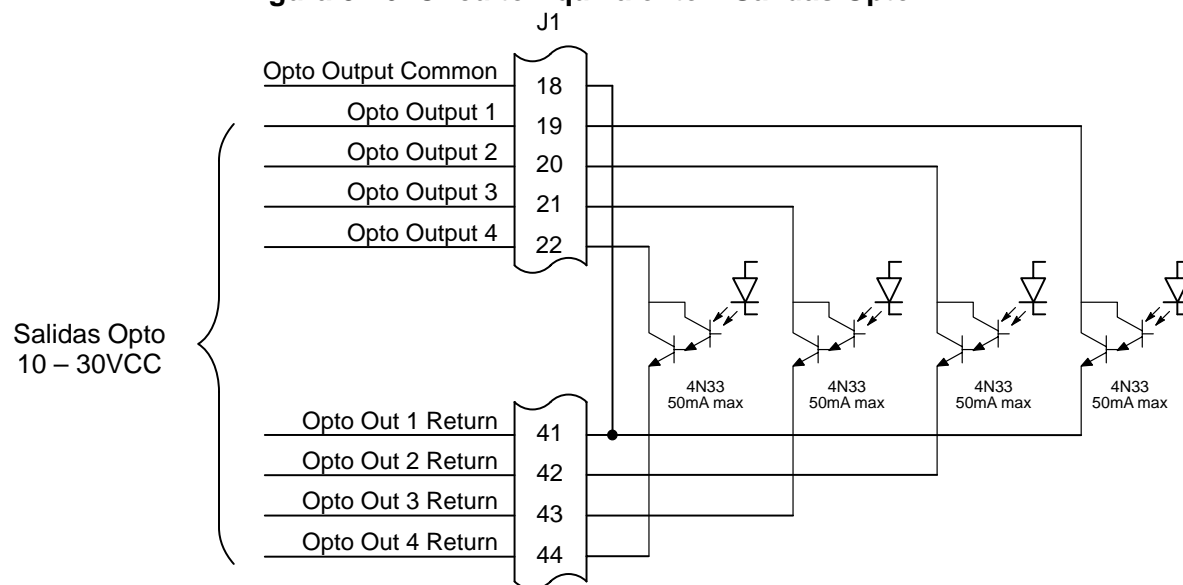 J1
Opto Output Common
18
Opto Output 1
19
Opto Output 2
20
Opto Output 3
21
Opto Output 4
22
Salidas Opto
10 – 30VCC
4N33
50mA max
4N33
50mA max
4N33
50mA max
4N33
50mA max
Opto Out 1 Return
41
Opto Out 2 Return
42
Opto Out 3 Return
43
Opto Out 4 Return
44